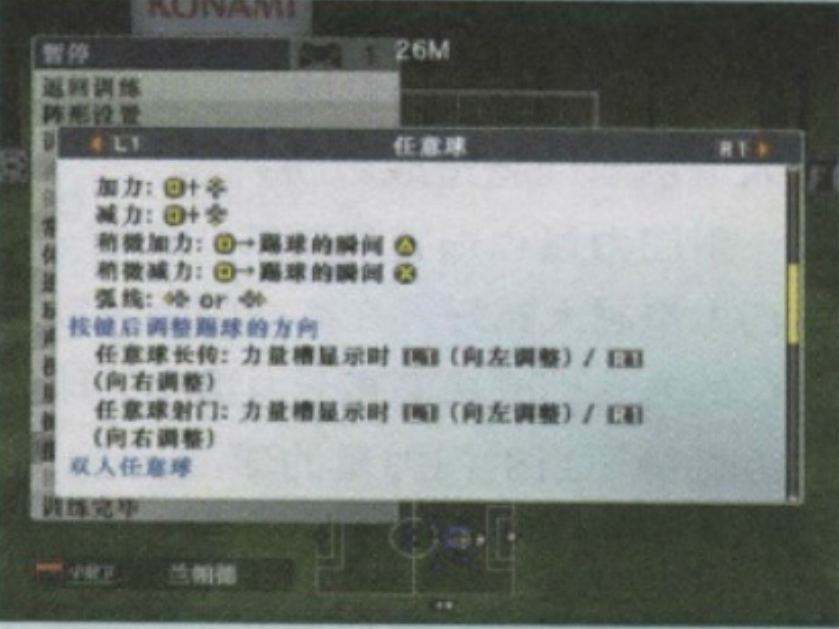 KONAMI
暂停
1
26M
返回训练
阵形设置
L1 任意球 R1
加力: +
减力: +
稍微加力: →踢球的瞬间
稍微减力: →踢球的瞬间
弧线: or
按键后调整踢球的方向
任意球长传: 力量槽显示时 L1 (向左调整) / R1
(向右调整)
任意球射门: 力量槽显示时 L1 (向左调整) / R1
(向右调整)
双人任意球
训练完毕
兰帕德